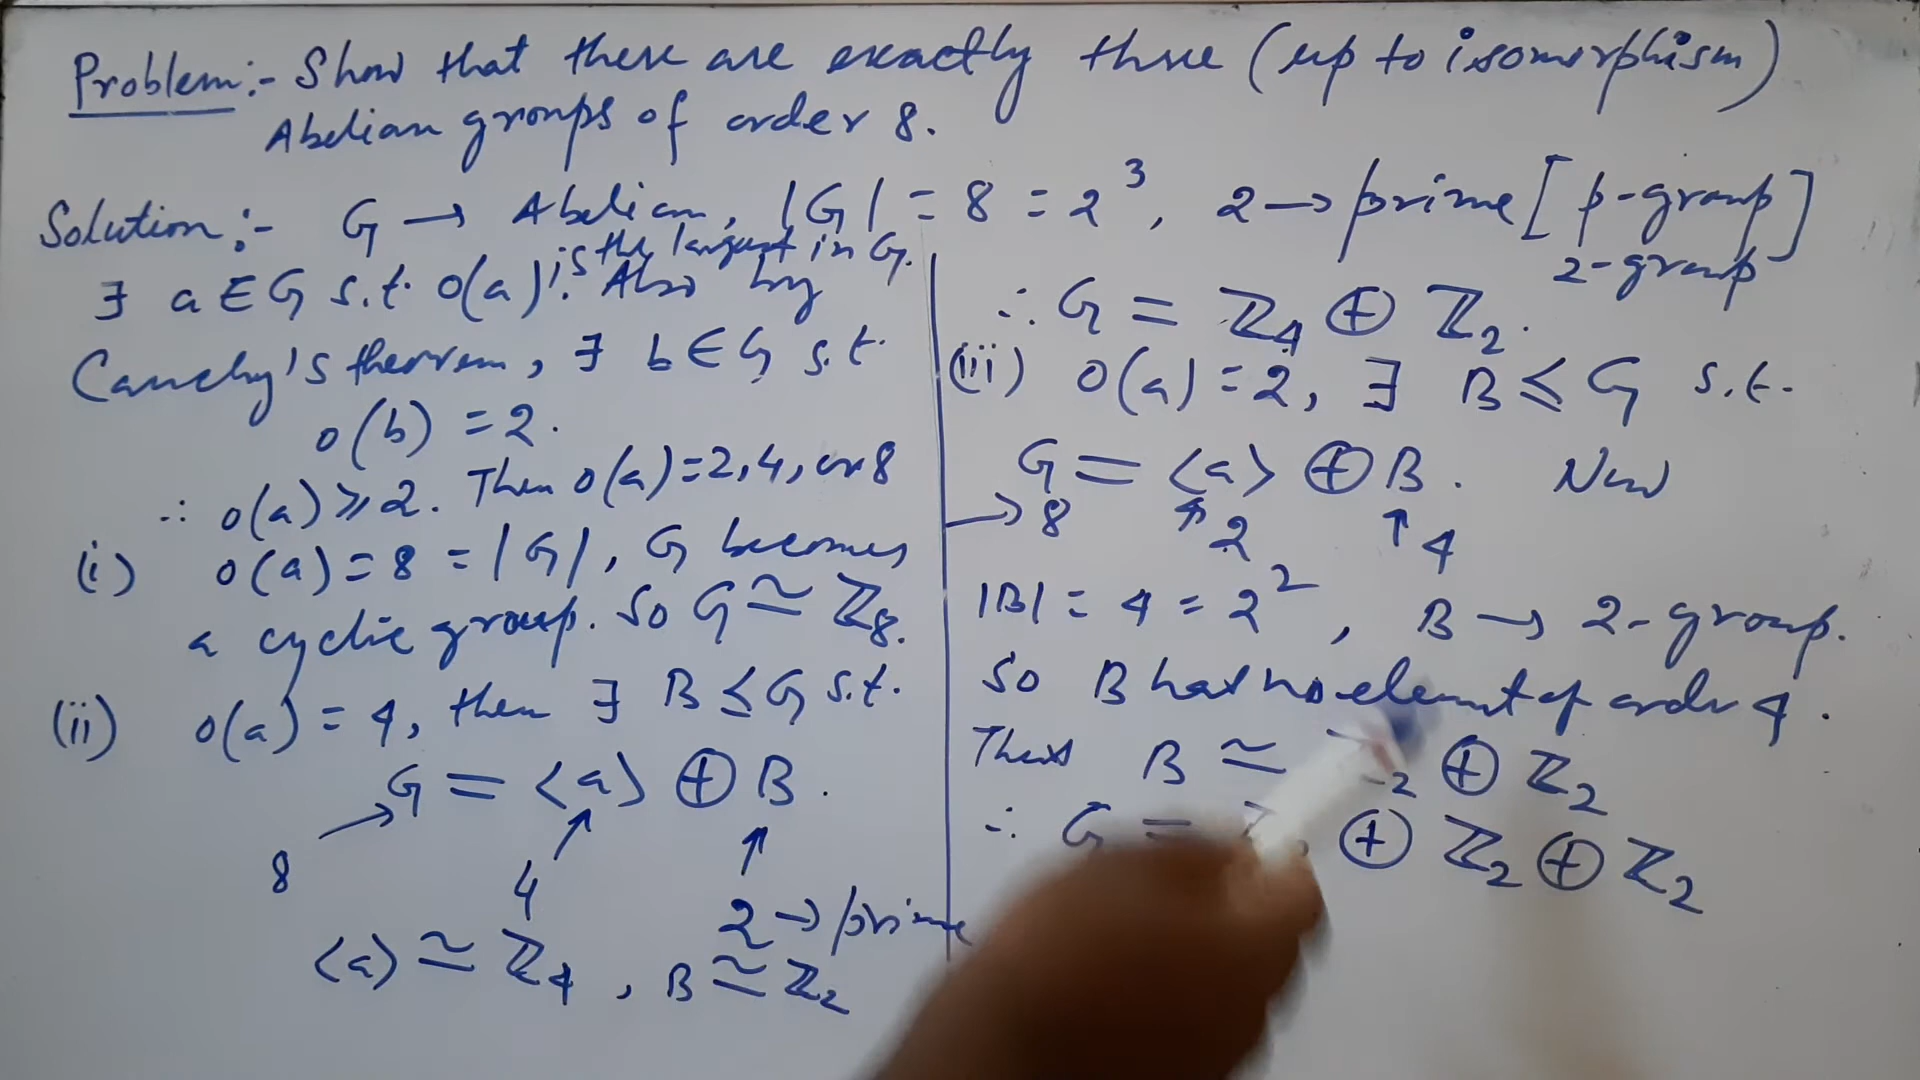 Problem:- Show that there are exactly three (up to isomorphism)
Abelian groups of order 8.
Solution:- G → Abelian, |G| = 8 = 2³, 2 → prime [p-group]
2-group
is the largest in G.
∃ a ∈ G s.t. o(a). Also by
Cauchy's theorem, ∃ b ∈ G s.t.
o(b) = 2.
∴ o(a) ≥ 2. Then o(a) = 2, 4, or 8
(i) o(a) = 8 = |G|, G becomes
a cyclic group. So G ≅ ℤ₈.
(ii) o(a) = 4, then ∃ B ≤ G s.t.
G = <a> ⊕ B.
8 4 2 → prime
<a> ≅ ℤ₄, B ≅ ℤ₂
∴ G = ℤ₄ ⊕ ℤ₂.
(iii) o(a) = 2, ∃ B ≤ G s.t.
G = <a> ⊕ B. Now
→ 8 2 4
|B| = 4 = 2², B → 2-group.
So B has no element of order 4.
Thus B ≅ ₂ ⊕ ℤ₂
∴ G = ⊕ ℤ₂ ⊕ ℤ₂